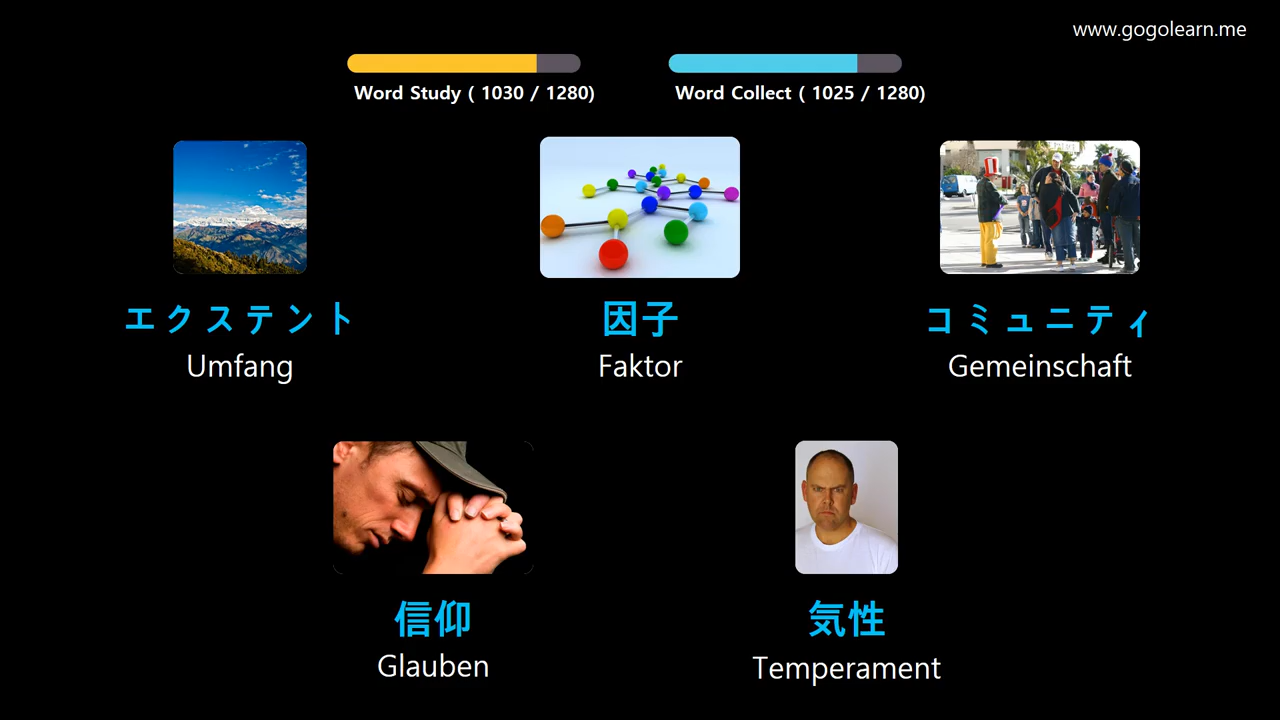 www.gogolearn.me
Word Study ( 1030 / 1280)
Word Collect ( 1025 / 1280)
エクステント
Umfang
因子
Faktor
コミュニティ
Gemeinschaft
信仰
Glauben
気性
Temperament